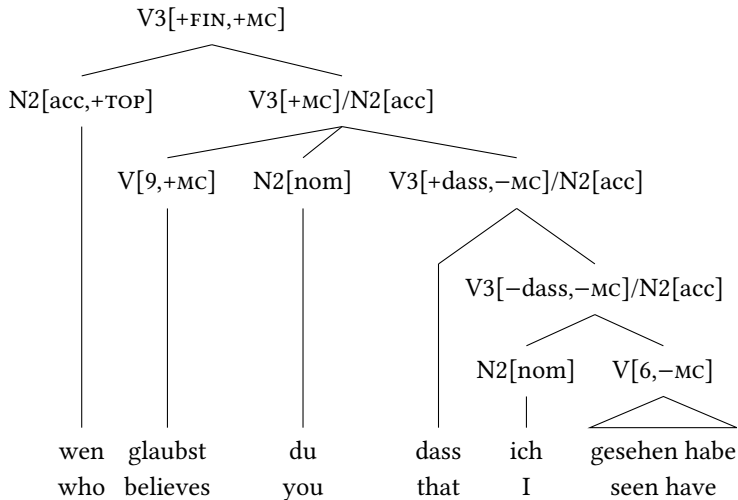 V3[+FIN,+MC]
N2[acc,+TOP] V3[+MC]/N2[acc]
V[9,+MC] N2[nom] V3[+dass,−MC]/N2[acc]
V3[−dass,−MC]/N2[acc]
N2[nom] V[6,−MC]
wen glaubst du dass ich gesehen habe
who believes you that I seen have